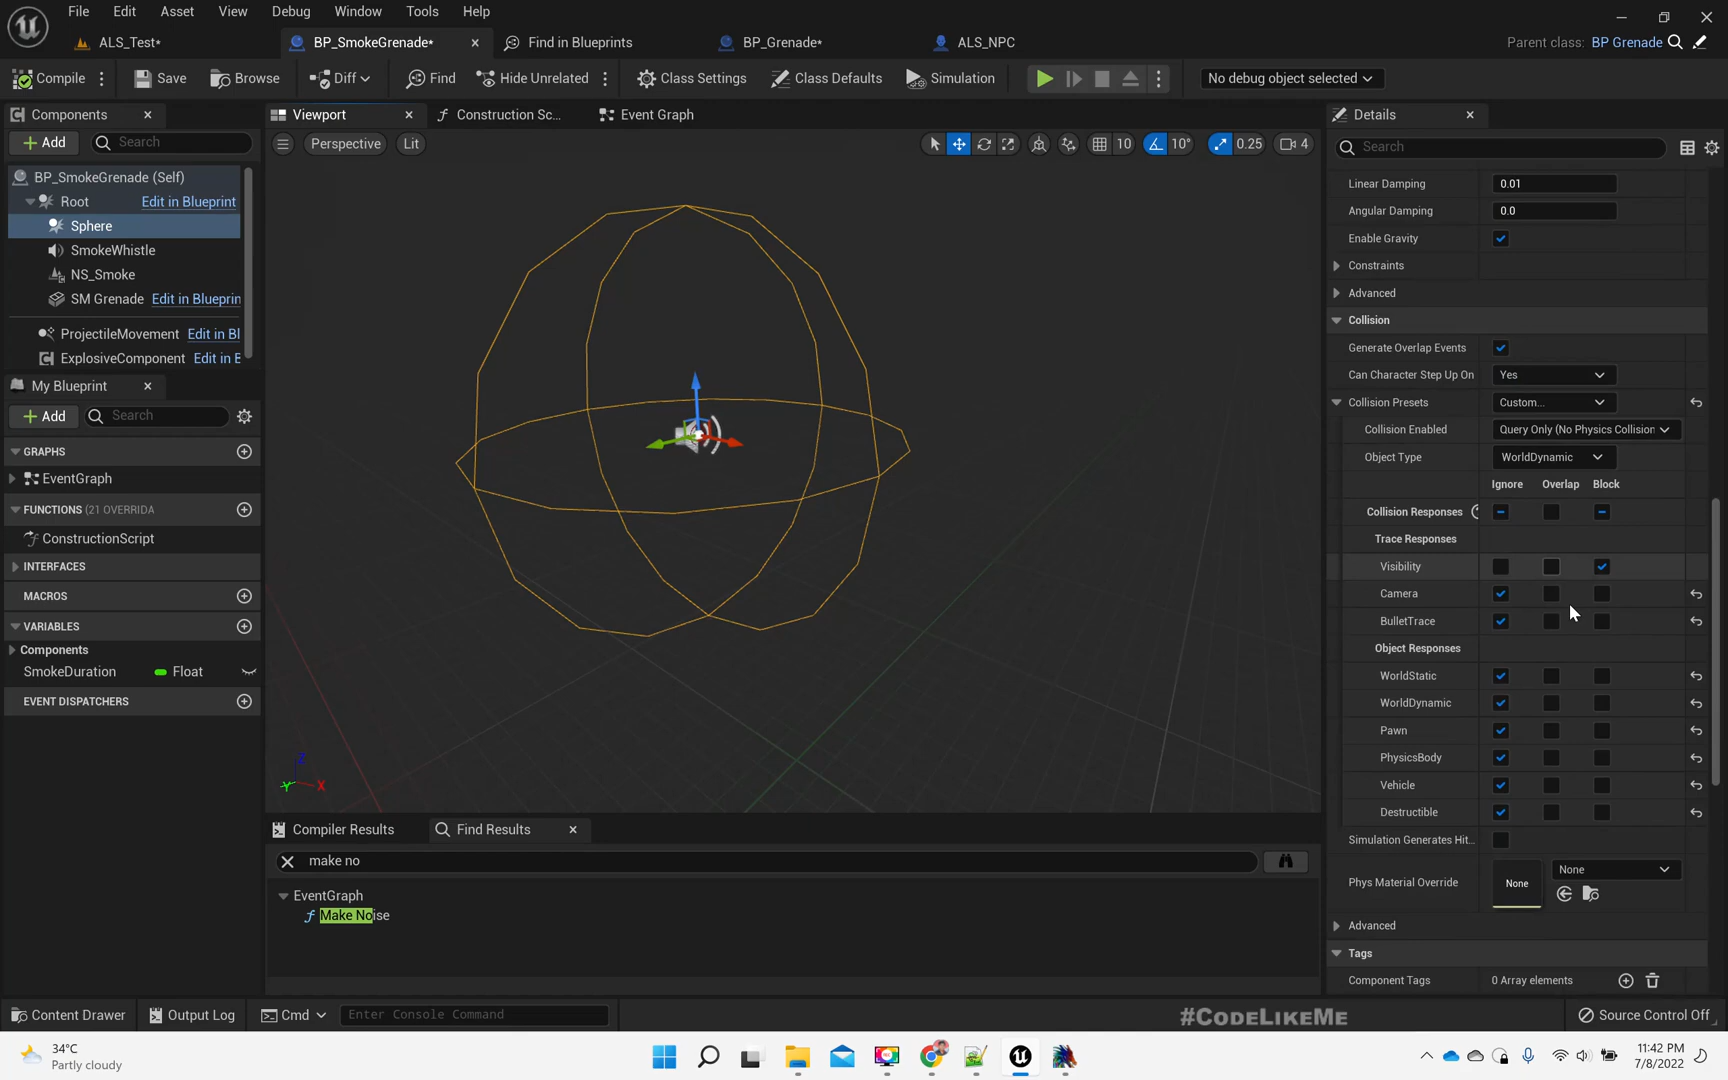 File Edit Asset View Debug Window Tools Help
ALS_Test* BP_SmokeGrenade* Find in Blueprints BP_Grenade* ALS_NPC Parent class: BP Grenade
Compile Save Browse Diff Find Hide Unrelated Class Settings Class Defaults Simulation No debug object selected
Components Viewport Construction Sc... Event Graph Details
Add Search Perspective Lit 10 10° 0.25 4 Search
BP_SmokeGrenade (Self)
Root Edit in Blueprint
Sphere
SmokeWhistle
NS_Smoke
SM Grenade Edit in Blueprin
ProjectileMovement Edit in Bl
ExplosiveComponent Edit in E
My Blueprint
Add Search
GRAPHS
EventGraph
FUNCTIONS (21 OVERRIDA
ConstructionScript
INTERFACES
MACROS
VARIABLES
Components
SmokeDuration Float
EVENT DISPATCHERS
Z
Y X
Compiler Results Find Results
make no
EventGraph
Make Noise
Linear Damping 0.01
Angular Damping 0.0
Enable Gravity
Constraints
Advanced
Collision
Generate Overlap Events
Can Character Step Up On Yes
Collision Presets Custom...
Collision Enabled Query Only (No Physics Collision
Object Type WorldDynamic
Ignore Overlap Block
Collision Responses
Trace Responses
Visibility
Camera
BulletTrace
Object Responses
WorldStatic
WorldDynamic
Pawn
PhysicsBody
Vehicle
Destructible
Simulation Generates Hit...
Phys Material Override None None
Advanced
Tags
Component Tags 0 Array elements
Content Drawer Output Log Cmd Enter Console Command #CODELIKEME Source Control Off
34°C
Partly cloudy
11:42 PM
7/8/2022